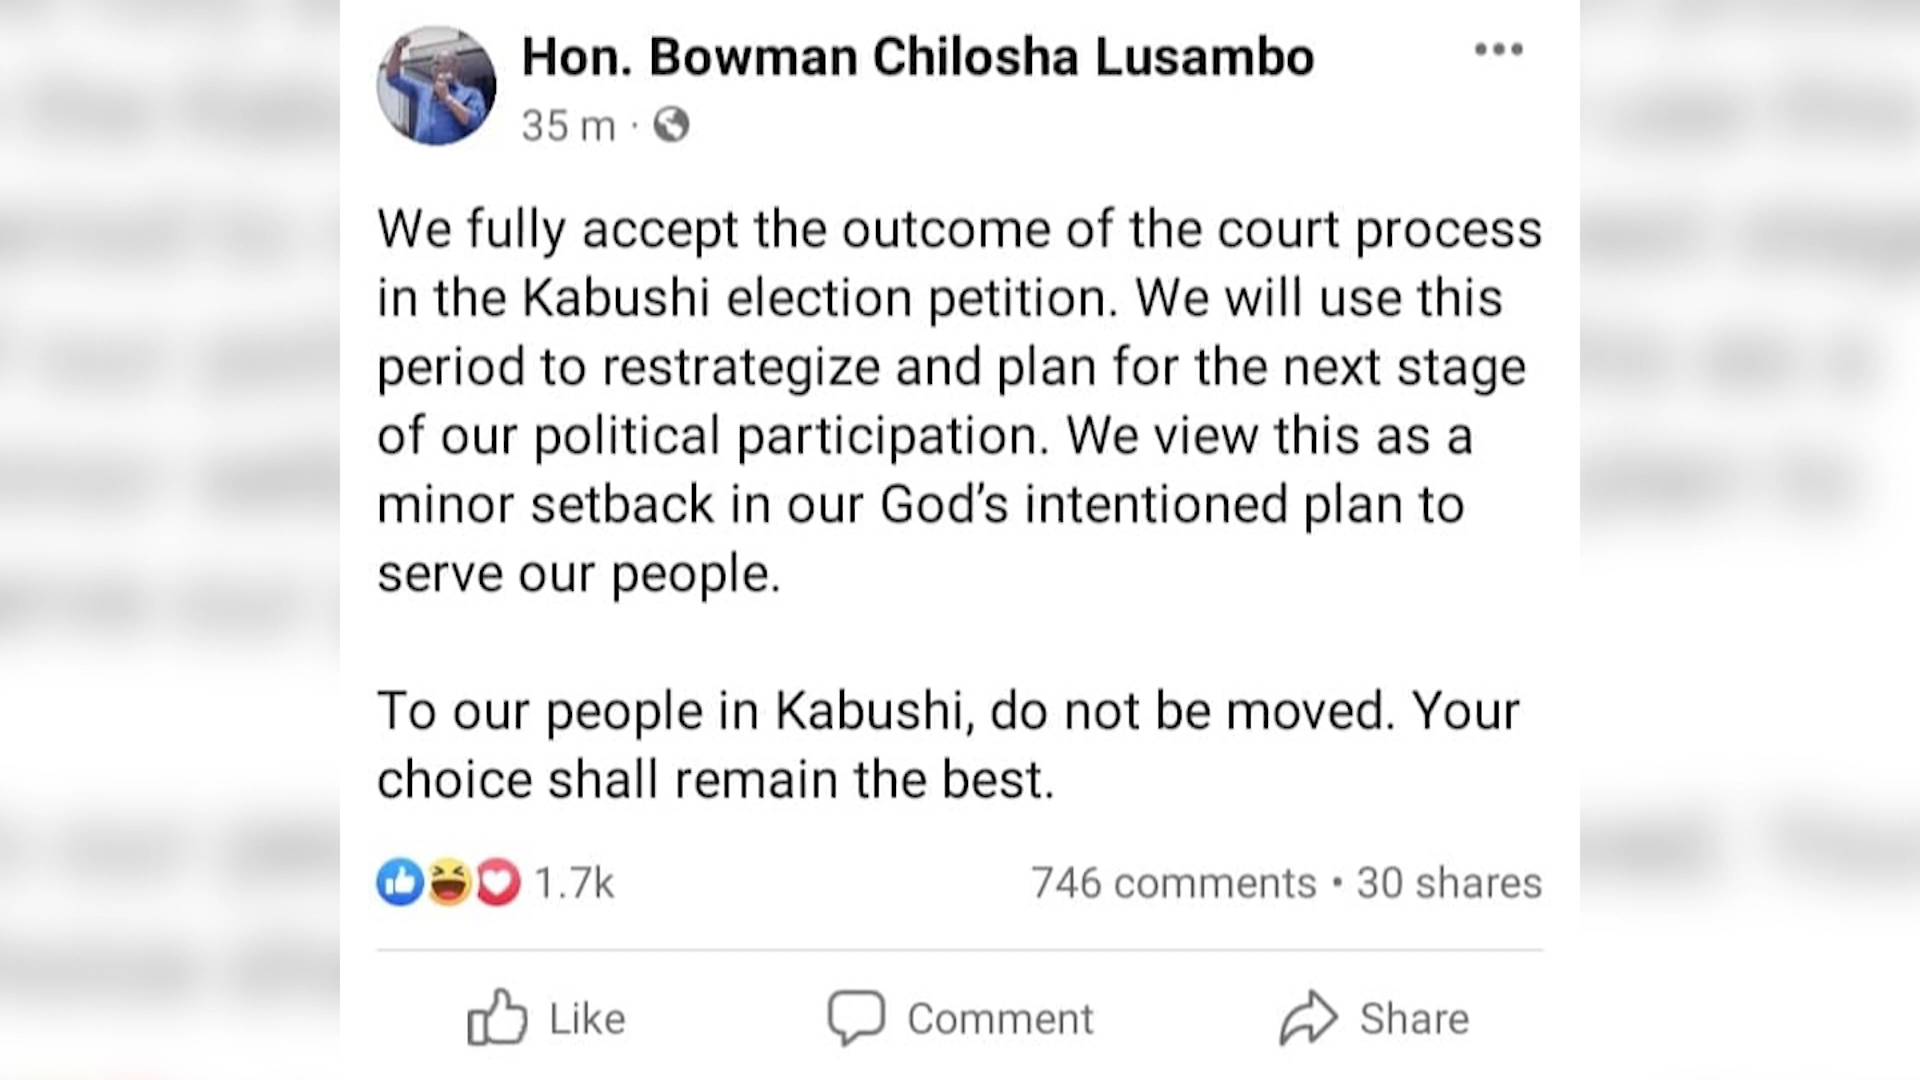 Hon. Bowman Chilosha Lusambo
35 m ·
We fully accept the outcome of the court process
in the Kabushi election petition. We will use this
period to restrategize and plan for the next stage
of our political participation. We view this as a
minor setback in our God’s intentioned plan to
serve our people.
To our people in Kabushi, do not be moved. Your
choice shall remain the best.
1.7k
746 comments • 30 shares
Like
Comment
Share